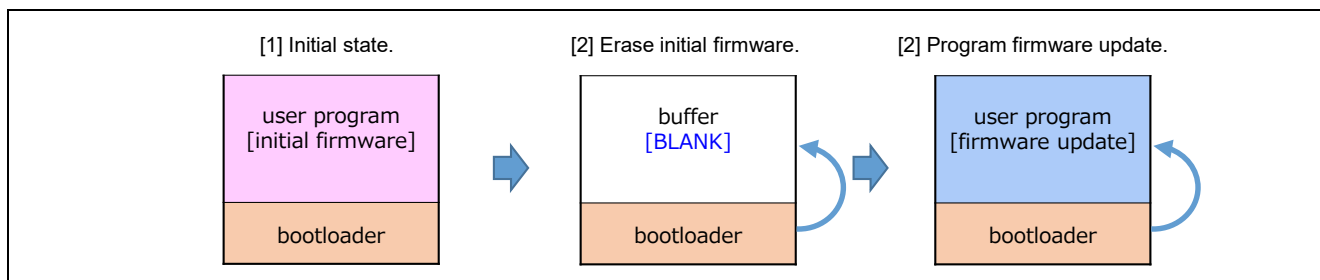 [1] Initial state.
[2] Erase initial firmware.
[2] Program firmware update.
user program
[initial firmware]
buffer
[BLANK]
user program
[firmware update]
bootloader
bootloader
bootloader